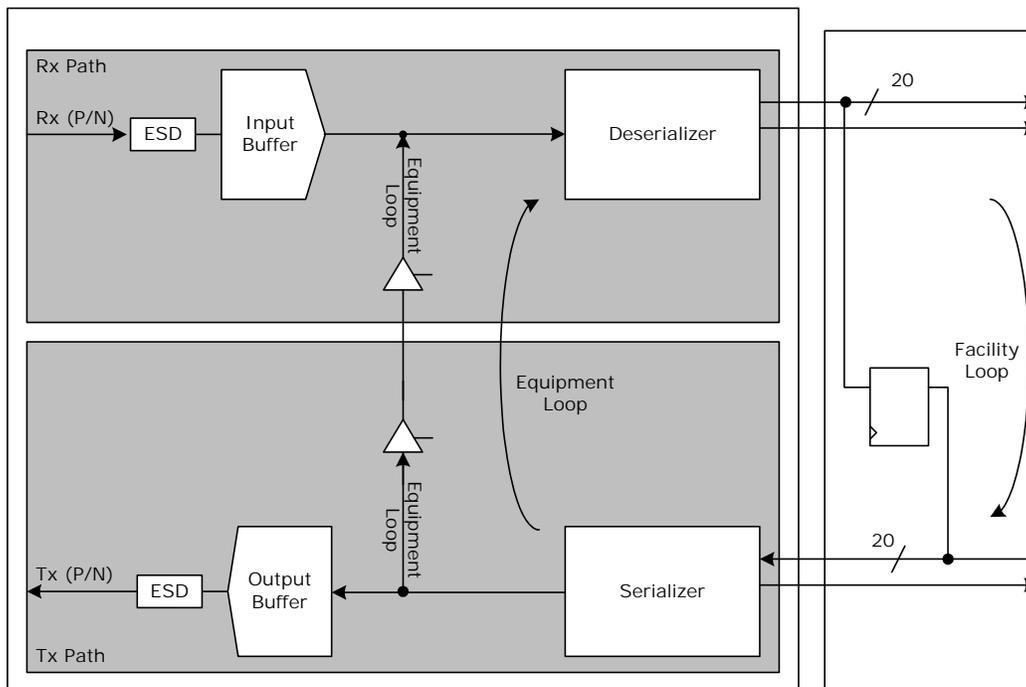 Rx Path
Rx (P/N)
ESD
Input
Buffer
Deserializer
20
Equipment
Loop
Equipment
Loop
Facility
Loop
Equipment
Loop
20
Tx (P/N)
ESD
Output
Buffer
Serializer
Tx Path